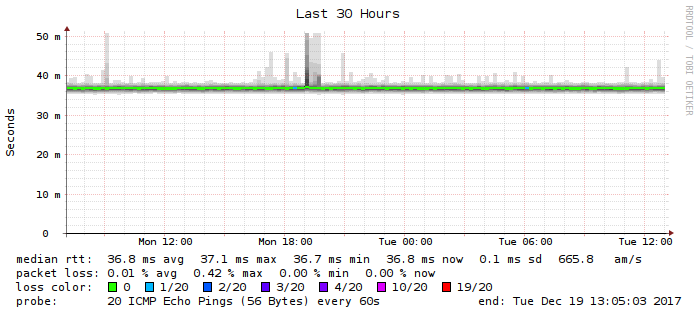 Last 30 Hours
RRDTOOL / TOBI OETIKER
Seconds
50 m
40 m
30 m
20 m
10 m
0
Mon 12:00 Mon 18:00 Tue 00:00 Tue 06:00 Tue 12:00
median rtt: 36.8 ms avg 37.1 ms max 36.7 ms min 36.8 ms now 0.1 ms sd 665.8 am/s
packet loss: 0.01 % avg 0.42 % max 0.00 % min 0.00 % now
loss color: 0 1/20 2/20 3/20 4/20 10/20 19/20
probe: 20 ICMP Echo Pings (56 Bytes) every 60s end: Tue Dec 19 13:05:03 2017